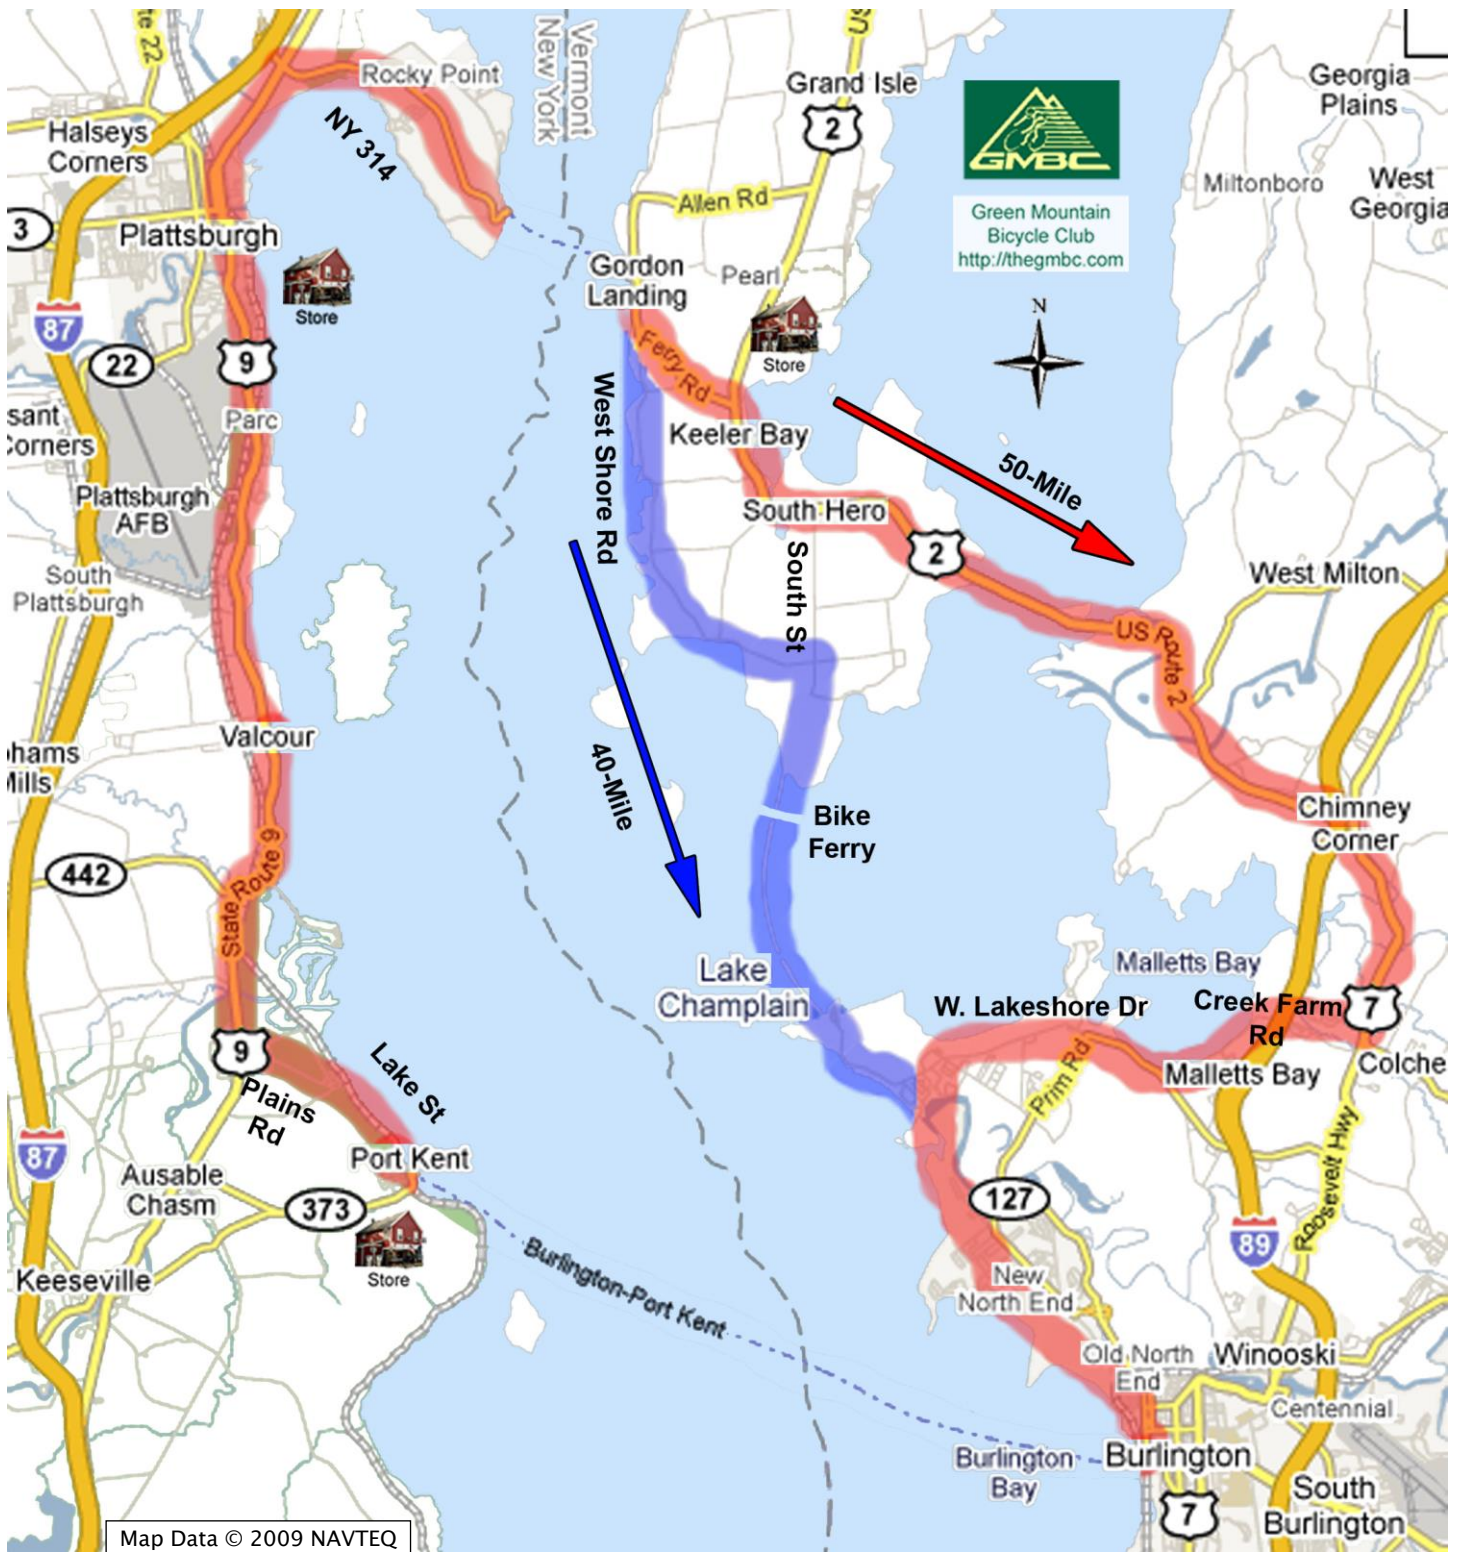 te 22
Rocky Point
Vermont
New York
US
Grand Isle
2
GMBC
Georgia
Plains
Halseys
Corners
NY 314
Miltonboro
West
Georgia
Allen Rd
Green Mountain
Bicycle Club
http://thegmbc.com
3
Plattsburgh
Gordon
Landing
Pearl
Store
Store
N
87
22
9
Ferry Rd
West Shore Rd
Parc
sant
Corners
Keeler Bay
50-Mile
Plattsburgh
AFB
South Hero
2
South St
South
Plattsburgh
West Milton
US Route 2
Valcour
hams
Mills
40-Mile
Bike
Ferry
Chimney
Corner
State Route 9
442
Lake
Champlain
Malletts Bay
W. Lakeshore Dr
Creek Farm
Rd
7
9
Lake St
Plains
Rd
Prim Rd
Malletts Bay
Colche
87
Port Kent
Ausable
Chasm
373
Store
127
Roosevelt Hwy
89
Burlington-Port Kent
Keeseville
New
North End
Old North
End
Winooski
Centennial
Burlington
Bay
Burlington
7
South
Burlington
Map Data © 2009 NAVTEQ